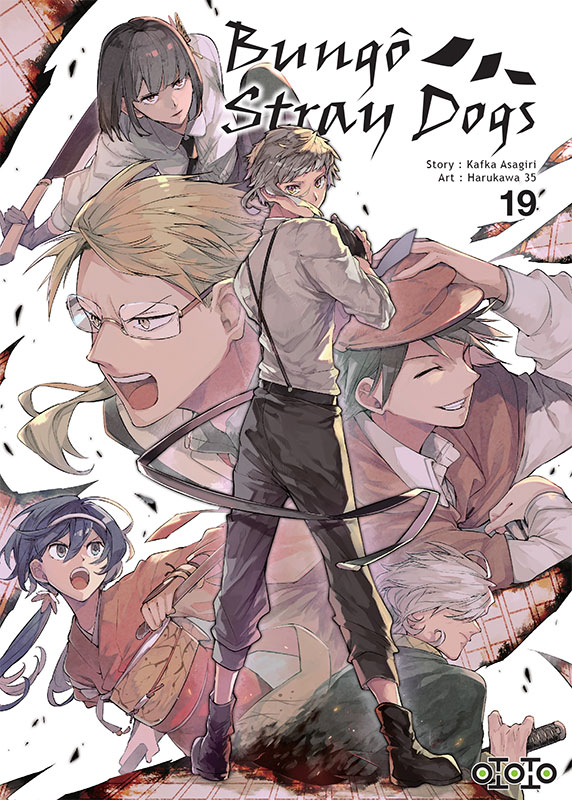 Bungô
Stray Dogs
Story : Kafka Asagiri
Art : Harukawa 35
19
OTOTO